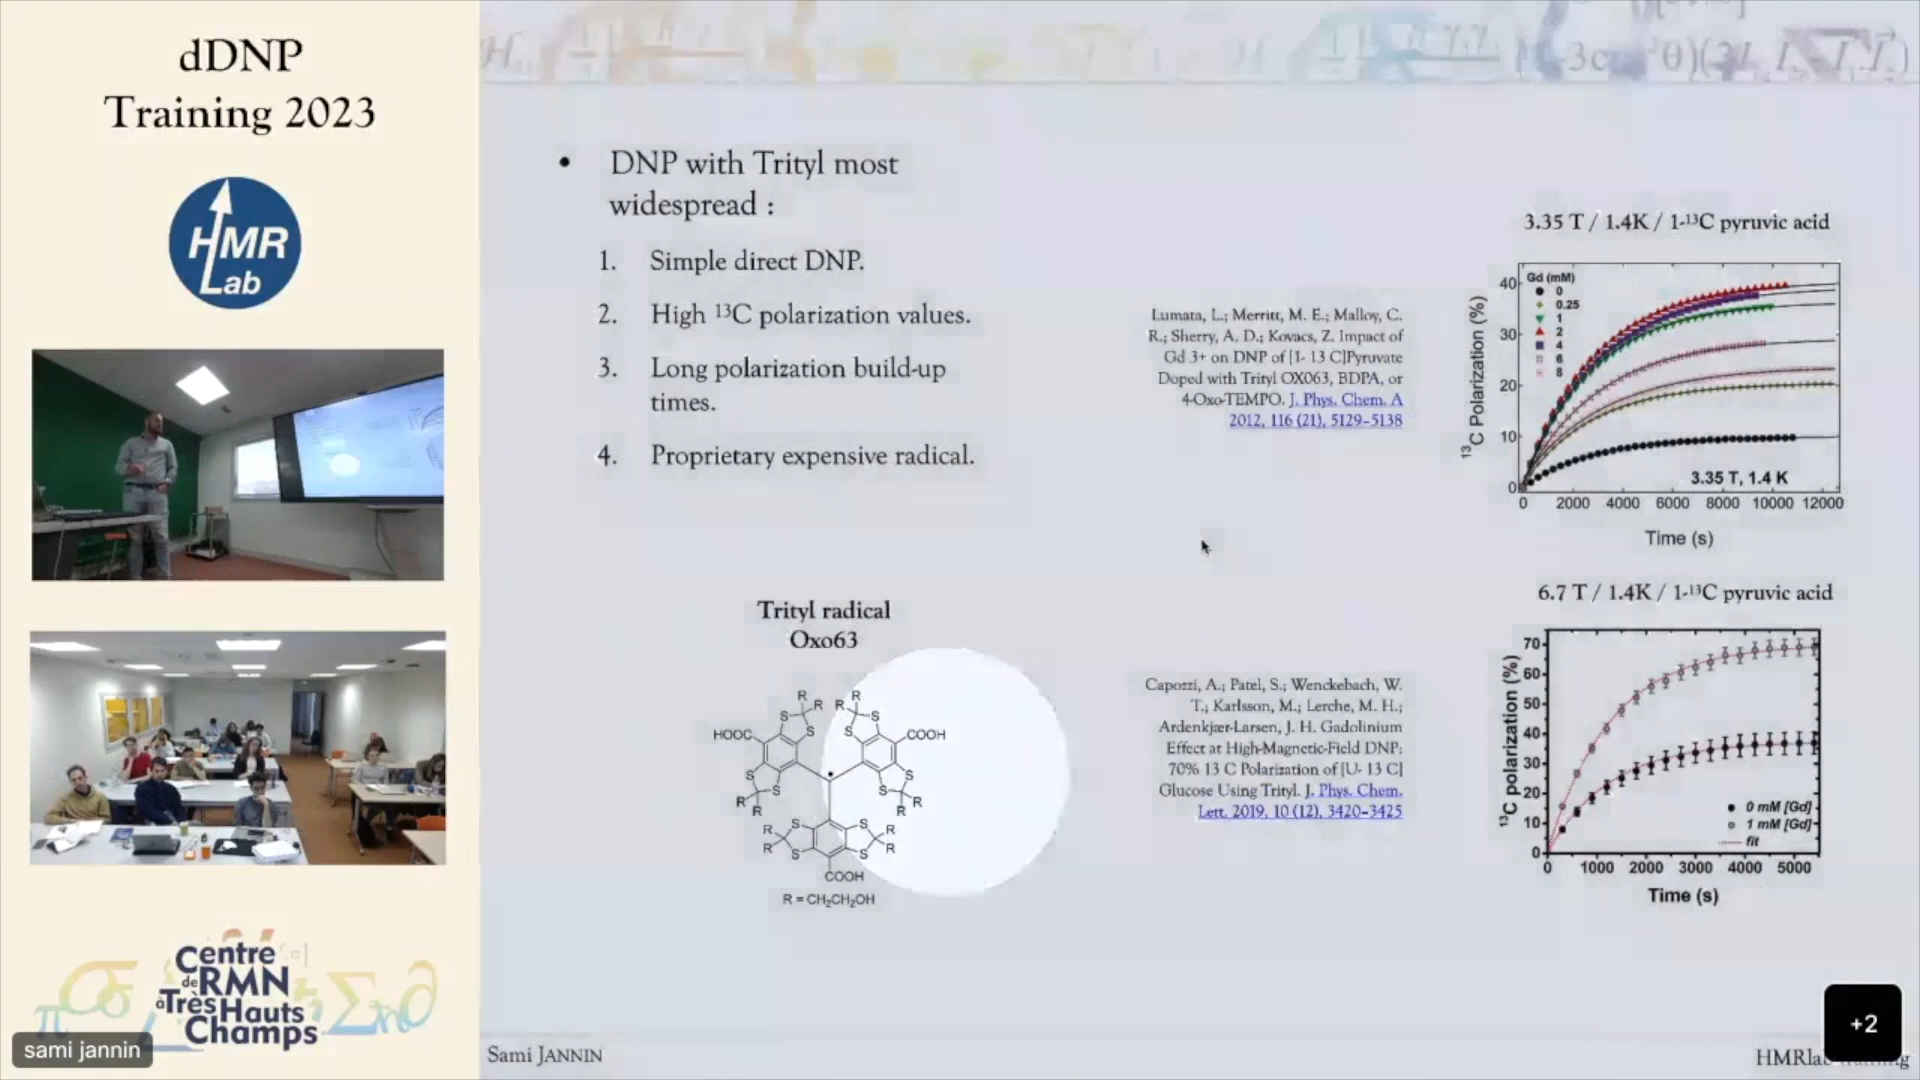 dDNP
Training 2023
HMR
Lab
Centre
de RMN
à Très Hauts
Champs
sami jannin
• DNP with Trityl most
widespread :
1. Simple direct DNP.
2. High ¹³C polarization values.
3. Long polarization build-up
times.
4. Proprietary expensive radical.
Trityl radical
Oxo63
R R
R R
HOOC
COOH
S S
S S
S S
S S
R R
R R
R
R
S S
S S
R
R
COOH
R = CH₂CH₂OH
Lumata, L.; Merritt, M. E.; Malloy, C.
R.; Sherry, A. D.; Kovacs, Z. Impact of
Gd 3+ on DNP of [1- 13 C]Pyruvate
Doped with Trityl OX063, BDPA, or
4-Oxo-TEMPO. J. Phys. Chem. A
2012, 116 (21), 5129–5138
3.35 T / 1.4K / 1-¹³C pyruvic acid
Gd (mM)
0
0.25
1
2
4
6
8
40
30
20
10
0
¹³C Polarization (%)
3.35 T, 1.4 K
0 2000 4000 6000 8000 10000 12000
Time (s)
Capozzi, A.; Patel, S.; Wenckebach, W.
T.; Karlsson, M.; Lerche, M. H.;
Ardenkjær-Larsen, J. H. Gadolinium
Effect at High-Magnetic-Field DNP:
70% 13 C Polarization of [U- 13 C]
Glucose Using Trityl. J. Phys. Chem.
Lett. 2019, 10 (12), 3420–3425
6.7 T / 1.4K / 1-¹³C pyruvic acid
70
60
50
40
30
20
10
0
¹³C polarization (%)
0 mM [Gd]
1 mM [Gd]
fit
0 1000 2000 3000 4000 5000
Time (s)
+2
Sami JANNIN